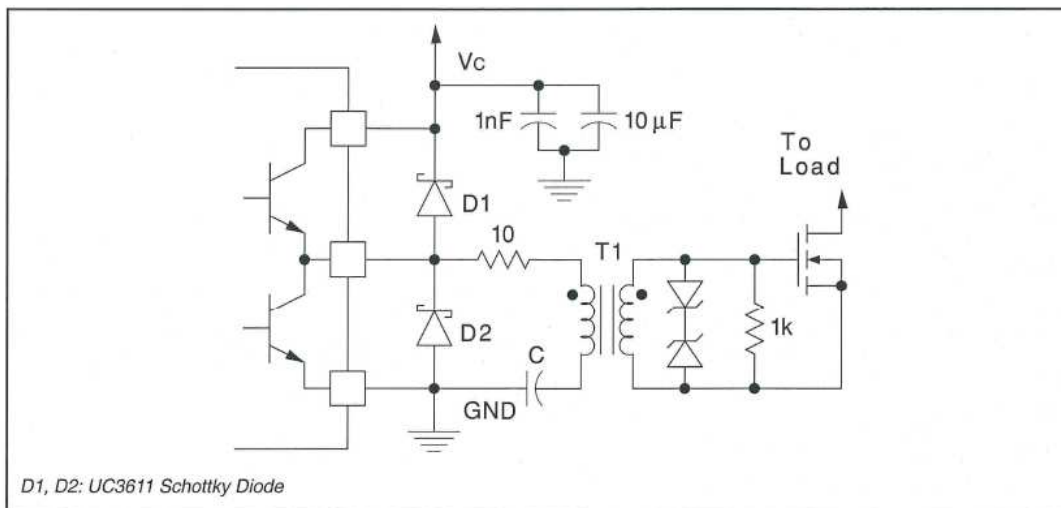 Vc
1nF
10 µF
To
Load
D1
10
T1
D2
1k
C
GND
D1, D2: UC3611 Schottky Diode